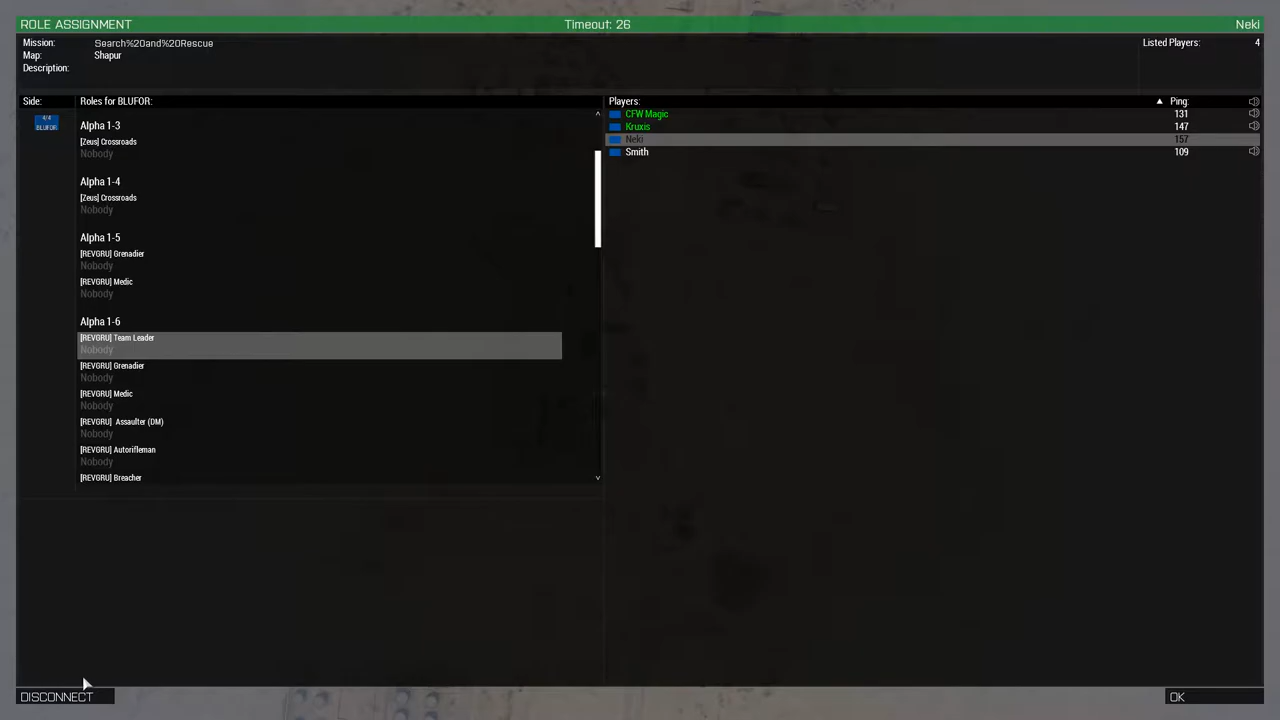 ROLE ASSIGNMENT
Timeout: 26
Neki
Mission: Search%20and%20Rescue
Listed Players: 4
Map: Shapur
Description:
Side:
Roles for BLUFOR:
Players:
Ping:
4/4
BLUFOR
Alpha 1-3
[Zeus] Crossroads
Nobody
Alpha 1-4
[Zeus] Crossroads
Nobody
Alpha 1-5
[REVGRU] Grenadier
Nobody
[REVGRU] Medic
Nobody
Alpha 1-6
[REVGRU] Team Leader
Nobody
[REVGRU] Grenadier
Nobody
[REVGRU] Medic
Nobody
[REVGRU] Assaulter (DM)
Nobody
[REVGRU] Autorifleman
Nobody
[REVGRU] Breacher
CFW Magic 131
Kruxis 147
Neki 157
Smith 109
DISCONNECT
OK